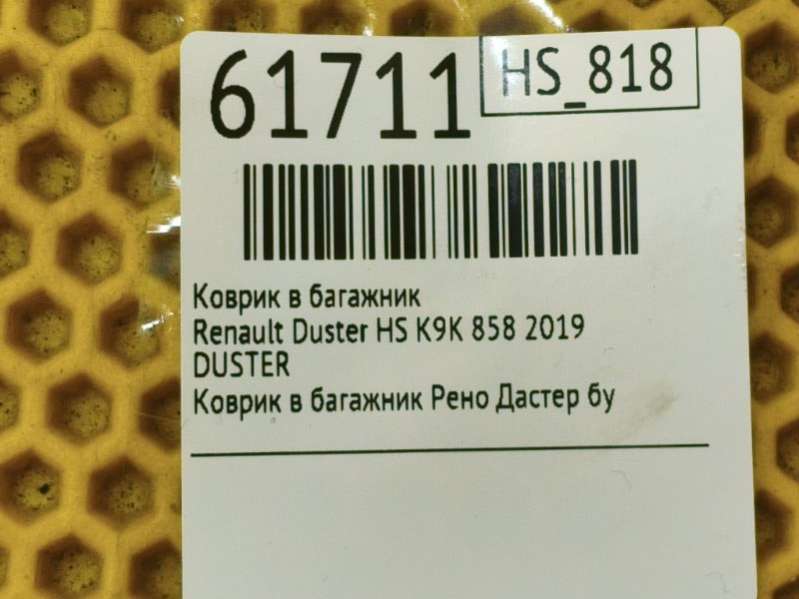 61711
HS_818
Коврик в багажник
Renault Duster HS K9K 858 2019
DUSTER
Коврик в багажник Рено Дастер бу